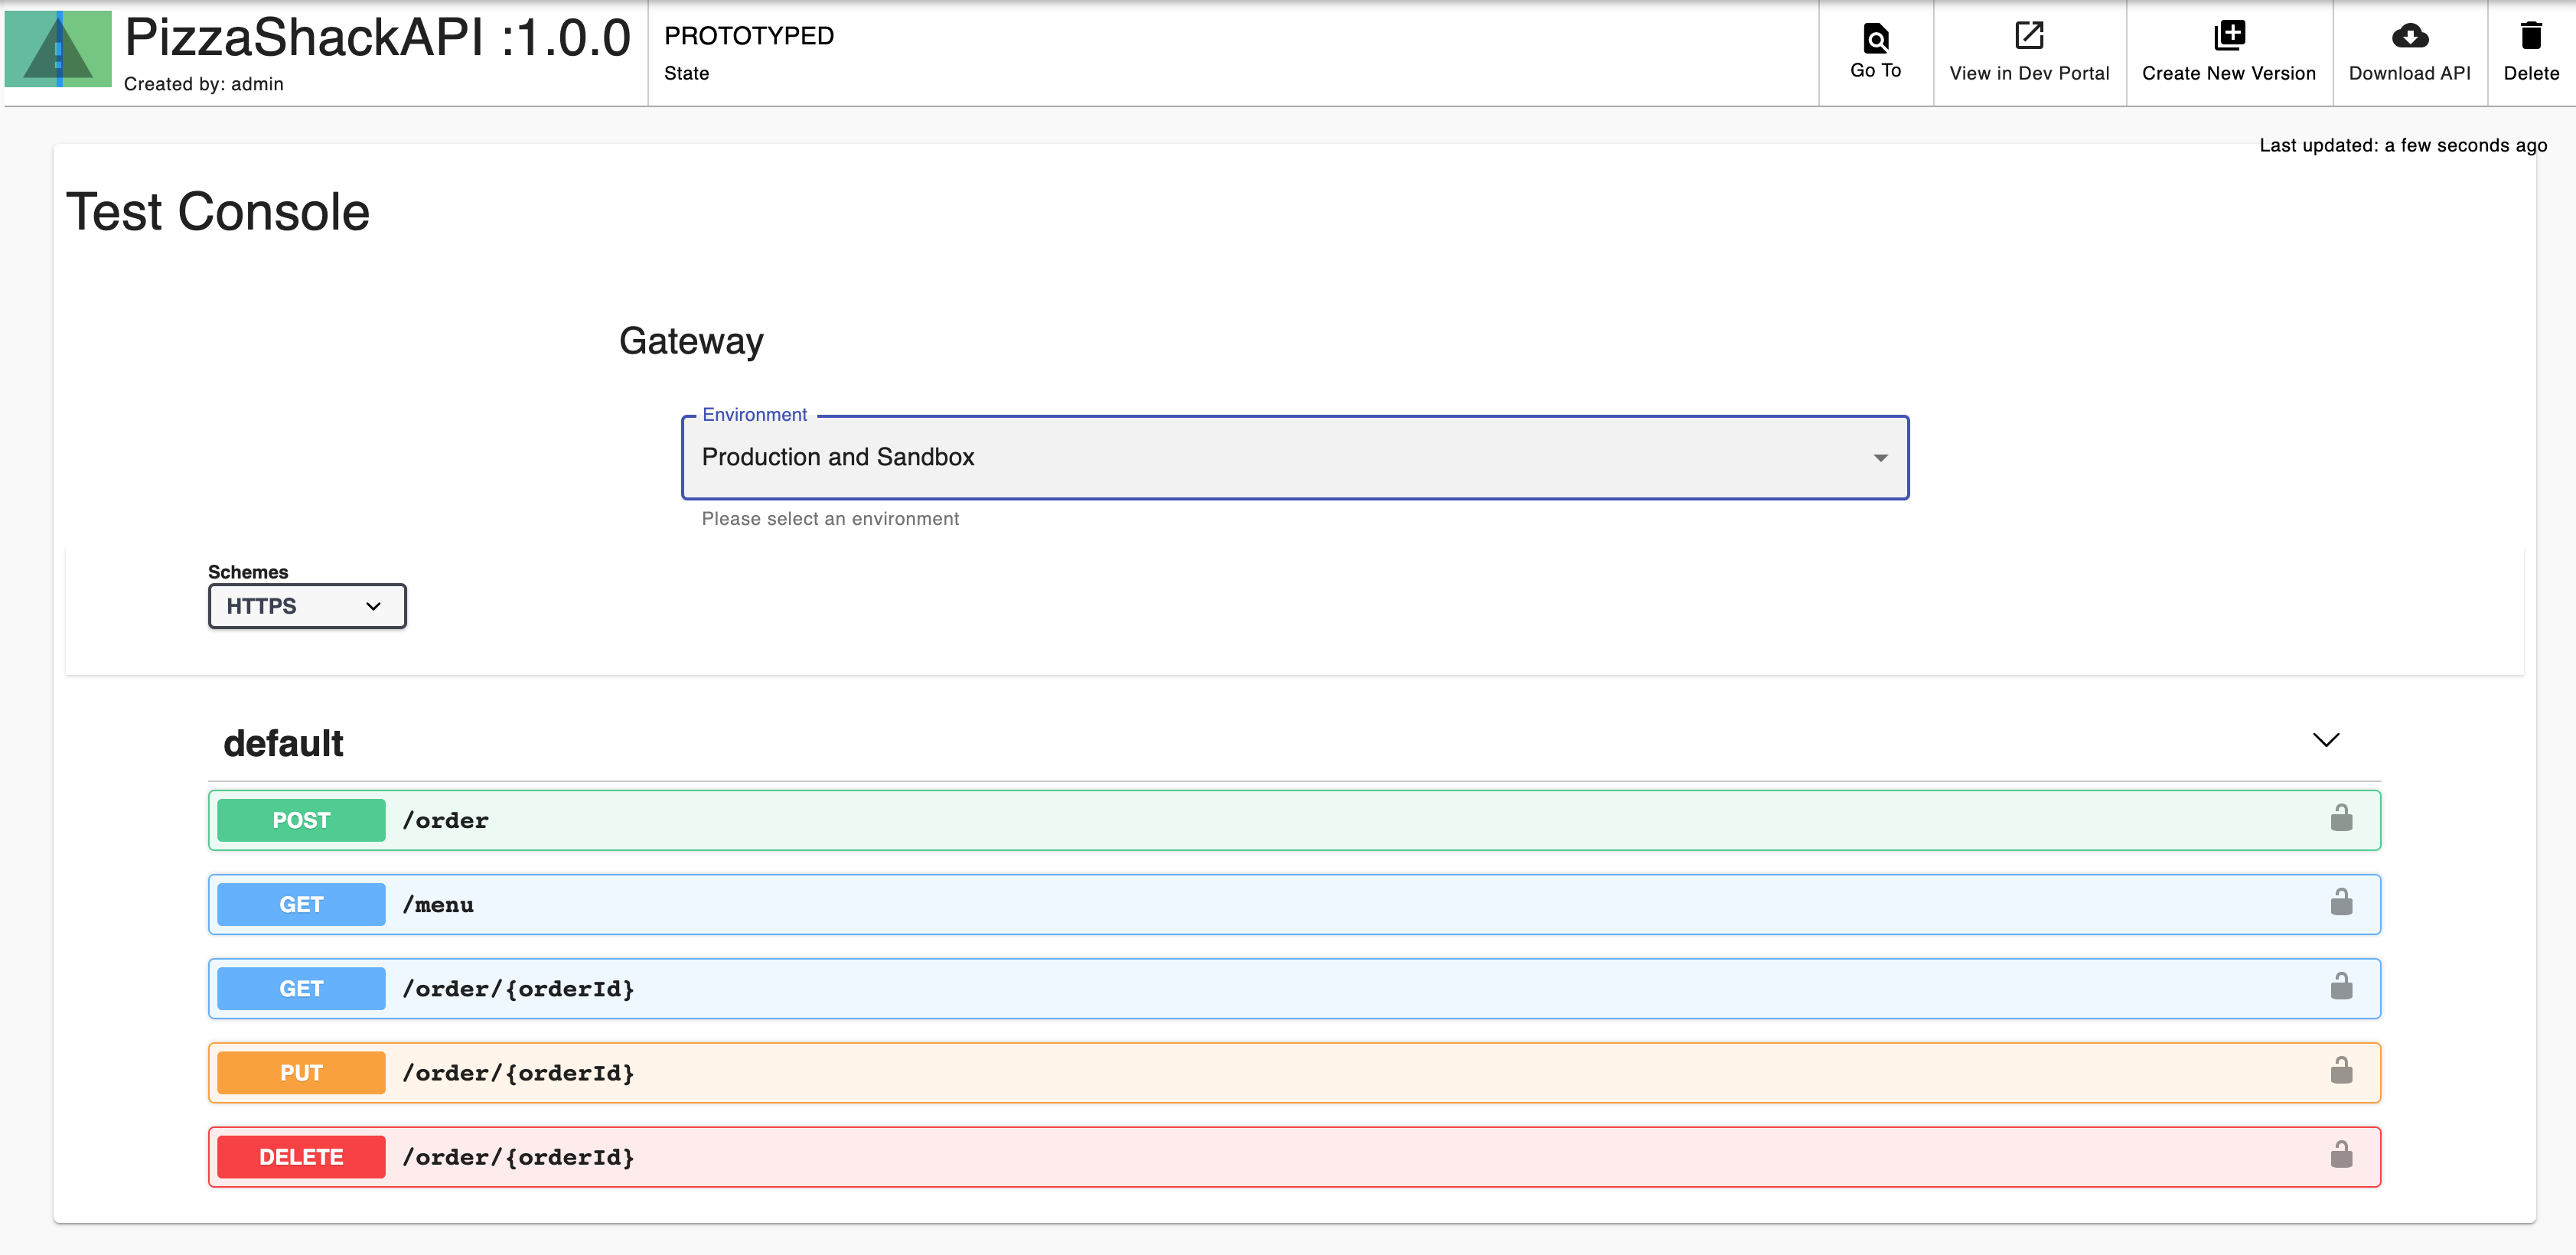 PizzaShackAPI :1.0.0
Created by: admin
PROTOTYPED
State
Go To
View in Dev Portal
Create New Version
Download API
Delete
Last updated: a few seconds ago
Test Console
Gateway
Environment
Production and Sandbox
Please select an environment
Schemes
HTTPS
default
POST /order
GET /menu
GET /order/{orderId}
PUT /order/{orderId}
DELETE /order/{orderId}